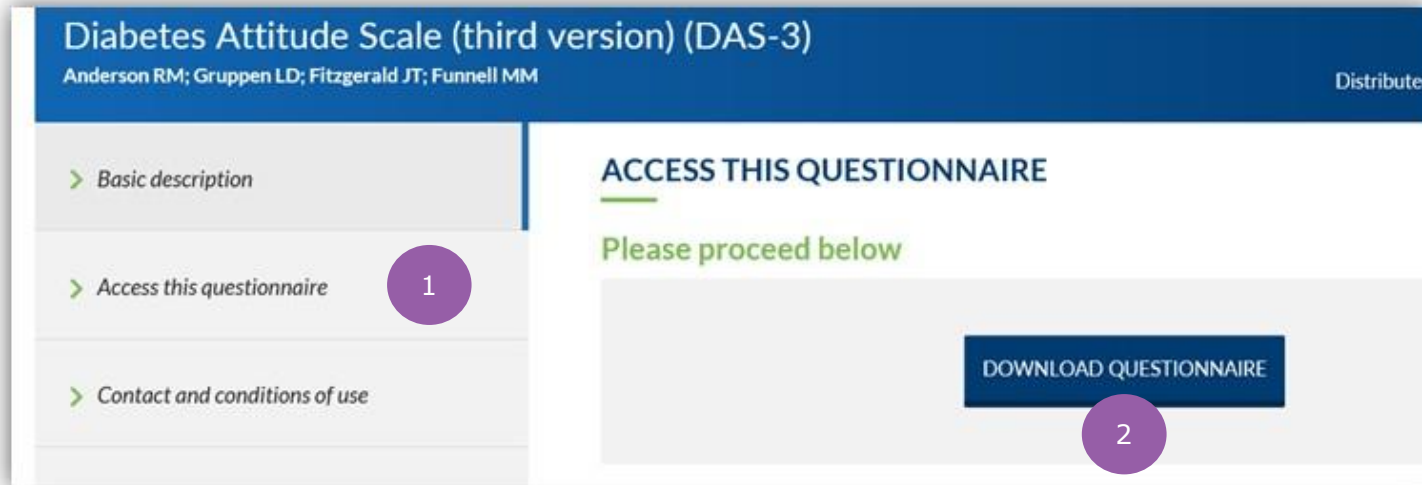 Diabetes Attitude Scale (third version) (DAS-3)
Anderson RM; Gruppen LD; Fitzgerald JT; Funnell MM
Distribute
Basic description
Access this questionnaire
1
Contact and conditions of use
ACCESS THIS QUESTIONNAIRE
Please proceed below
DOWNLOAD QUESTIONNAIRE
2